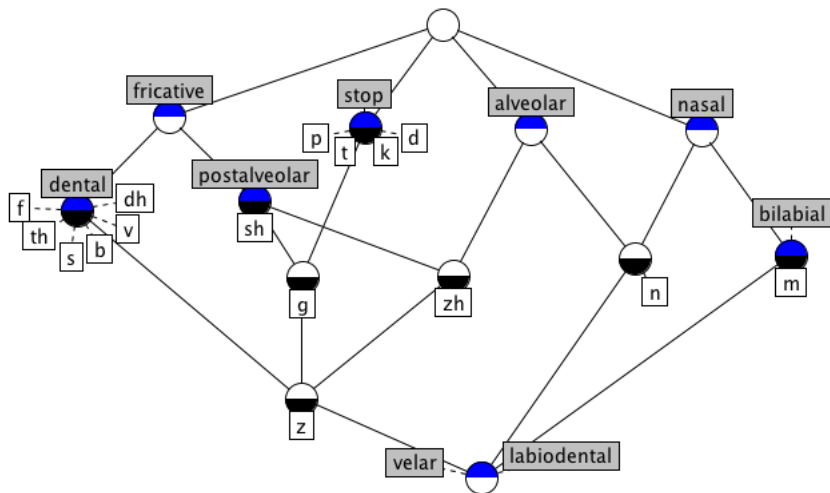 fricative
stop
alveolar
nasal
p
t
k
d
dental
postalveolar
bilabial
f
th
s
b
v
dh
sh
g
zh
n
m
z
velar
labiodental